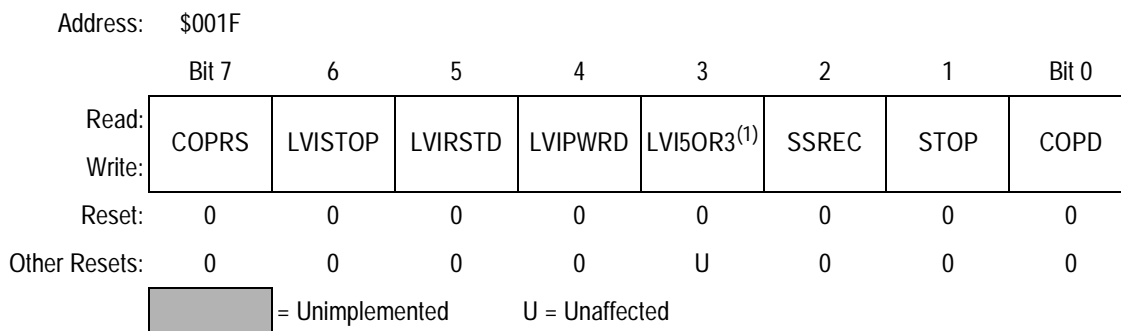 Address: $001F
Bit 7 6 5 4 3 2 1 Bit 0
Read:
COPRS LVISTOP LVIRSTD LVIPWRD LVI5OR3(1) SSREC STOP COPD
Write:
Reset: 0 0 0 0 0 0 0 0
Other Resets: 0 0 0 0 U 0 0 0
= Unimplemented U = Unaffected